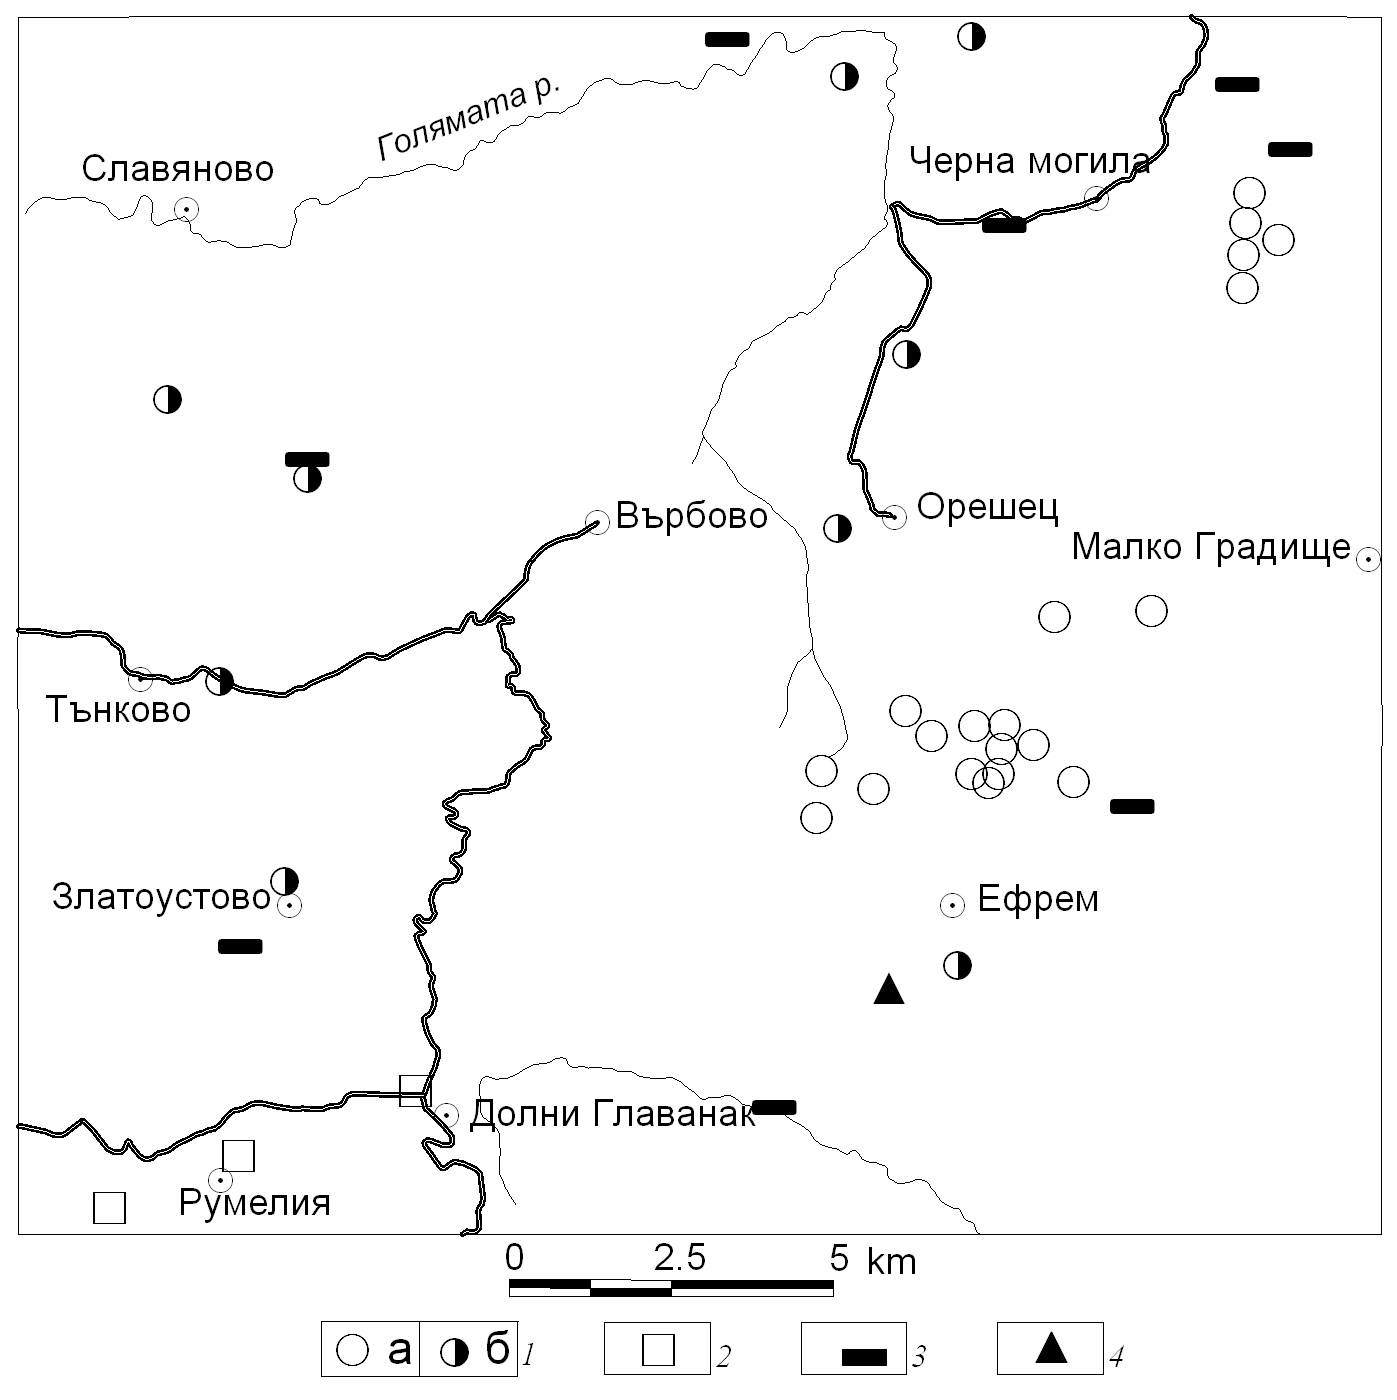 Голямата р.
Славяново
Черна могила
Върбово
Орешец
Малко Градище
Тънково
Златоустово
Ефрем
Долни Главанак
Румелия
0 2.5 5 km
а б 1 2 3 4